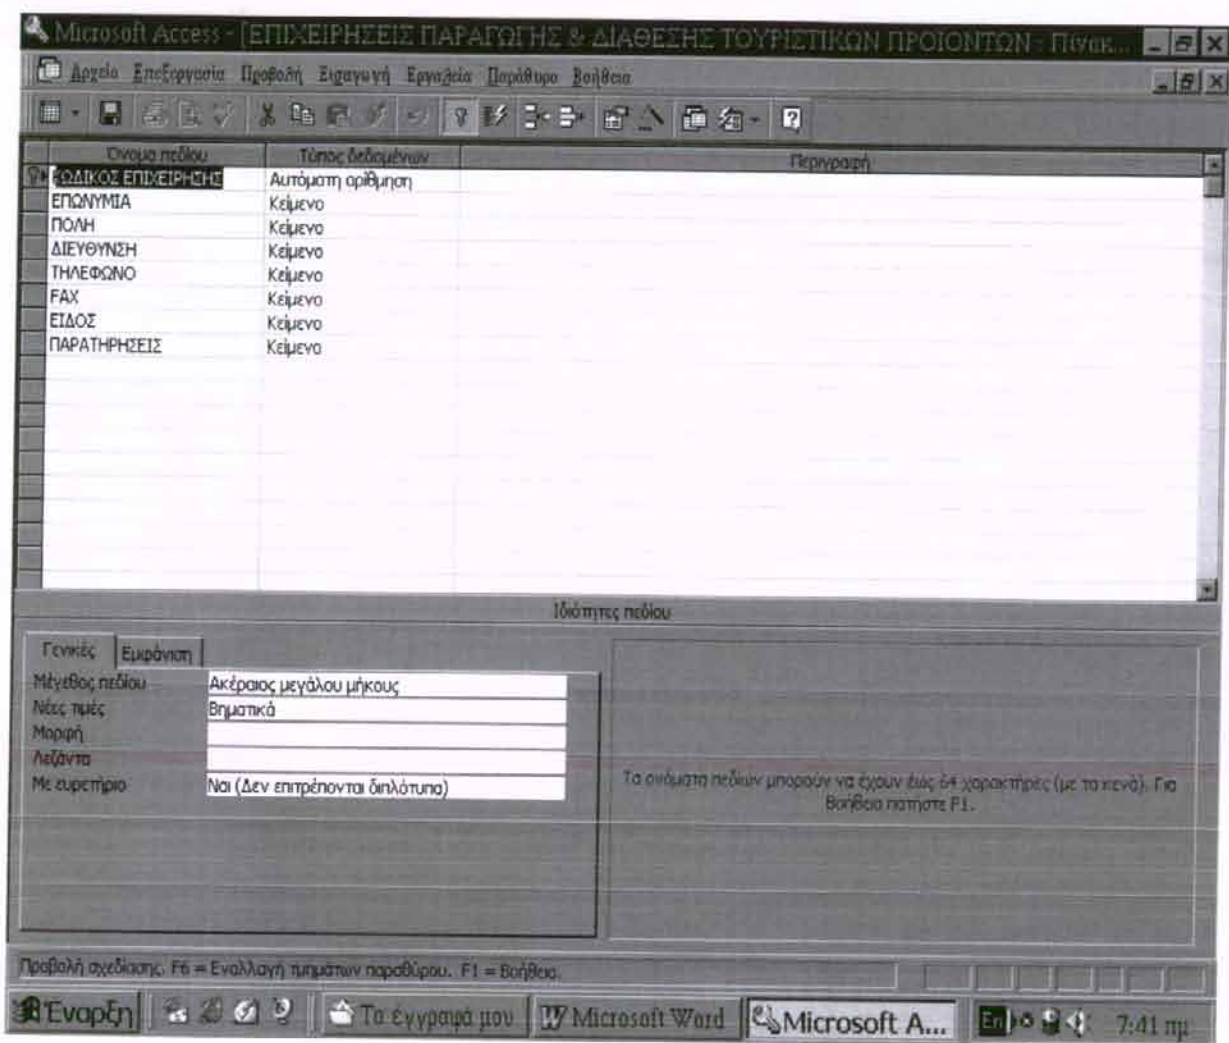 Microsoft Access - [ΕΠΙΧΕΙΡΗΣΕΙΣ ΠΑΡΑΓΩΓΗΣ & ΔΙΑΘΕΣΗΣ ΤΟΥΡΙΣΤΙΚΩΝ ΠΡΟΙΟΝΤΩΝ : Πίνακ...
Αρχείο Επεξεργασία Προβολή Εισαγωγή Εργαλεία Παράθυρο Βοήθεια
Όνομα πεδίου Τύπος δεδομένων Περιγραφή
ΚΩΔΙΚΟΣ ΕΠΙΧΕΙΡΗΣΗΣ Αυτόματη αρίθμηση
ΕΠΩΝΥΜΙΑ Κείμενο
ΠΟΛΗ Κείμενο
ΔΙΕΥΘΥΝΣΗ Κείμενο
ΤΗΛΕΦΩΝΟ Κείμενο
FAX Κείμενο
ΕΙΔΟΣ Κείμενο
ΠΑΡΑΤΗΡΗΣΕΙΣ Κείμενο
Ιδιότητες πεδίου
Γενικές Εμφάνιση
Μέγεθος πεδίου Ακέραιος μεγάλου μήκους
Νέες τιμές Βηματικά
Μορφή
Λεζάντα
Με ευρετήριο Ναι (Δεν επιτρέπονται διπλότυπα)
Τα ονόματα πεδίων μπορούν να έχουν έως 64 χαρακτήρες (με τα κενά). Για
Βοήθεια πατήστε F1.
Προβολή σχεδίασης. F6 = Εναλλαγή τμημάτων παραθύρου. F1 = Βοήθεια.
Έναρξη Τα έγγραφά μου Microsoft Word Microsoft A... En 7:41 πμ